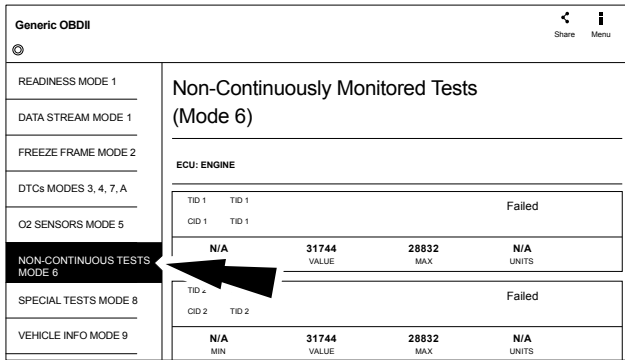 Generic OBDII
Share Menu
READINESS MODE 1
DATA STREAM MODE 1
FREEZE FRAME MODE 2
DTCs MODES 3, 4, 7, A
O2 SENSORS MODE 5
NON-CONTINUOUS TESTS
MODE 6
SPECIAL TESTS MODE 8
VEHICLE INFO MODE 9
Non-Continuously Monitored Tests
(Mode 6)
ECU: ENGINE
TID 1 TID 1
Failed
CID 1 TID 1
N/A 31744 28832 N/A
VALUE MAX UNITS
TID 2
Failed
CID 2 TID 2
N/A 31744 28832 N/A
MIN VALUE MAX UNITS